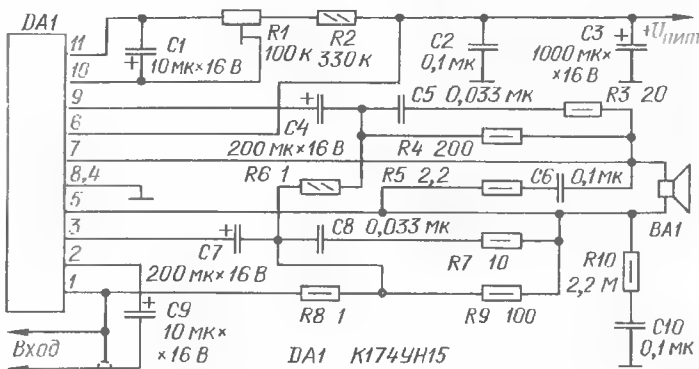 DA1
11
10
9
6
7
8,4
5
3
2
1
C1
10 мк×16 В
R1
100 к
R2
330 к
C2
0,1 мк
C3
1000 мк×
×16 В
+Uпит
C4
200 мк×16 В
C5 0,033 мк
R3 20
R4 200
R6 1
R5 2,2
C6
0,1 мк
BA1
C7
200 мк×16 В
C8 0,033 мк
R7 10
R10
2,2 М
R8 1
R9 100
C9
10 мк×
×16 В
C10
0,1 мк
Вход
DA1 К174УН15